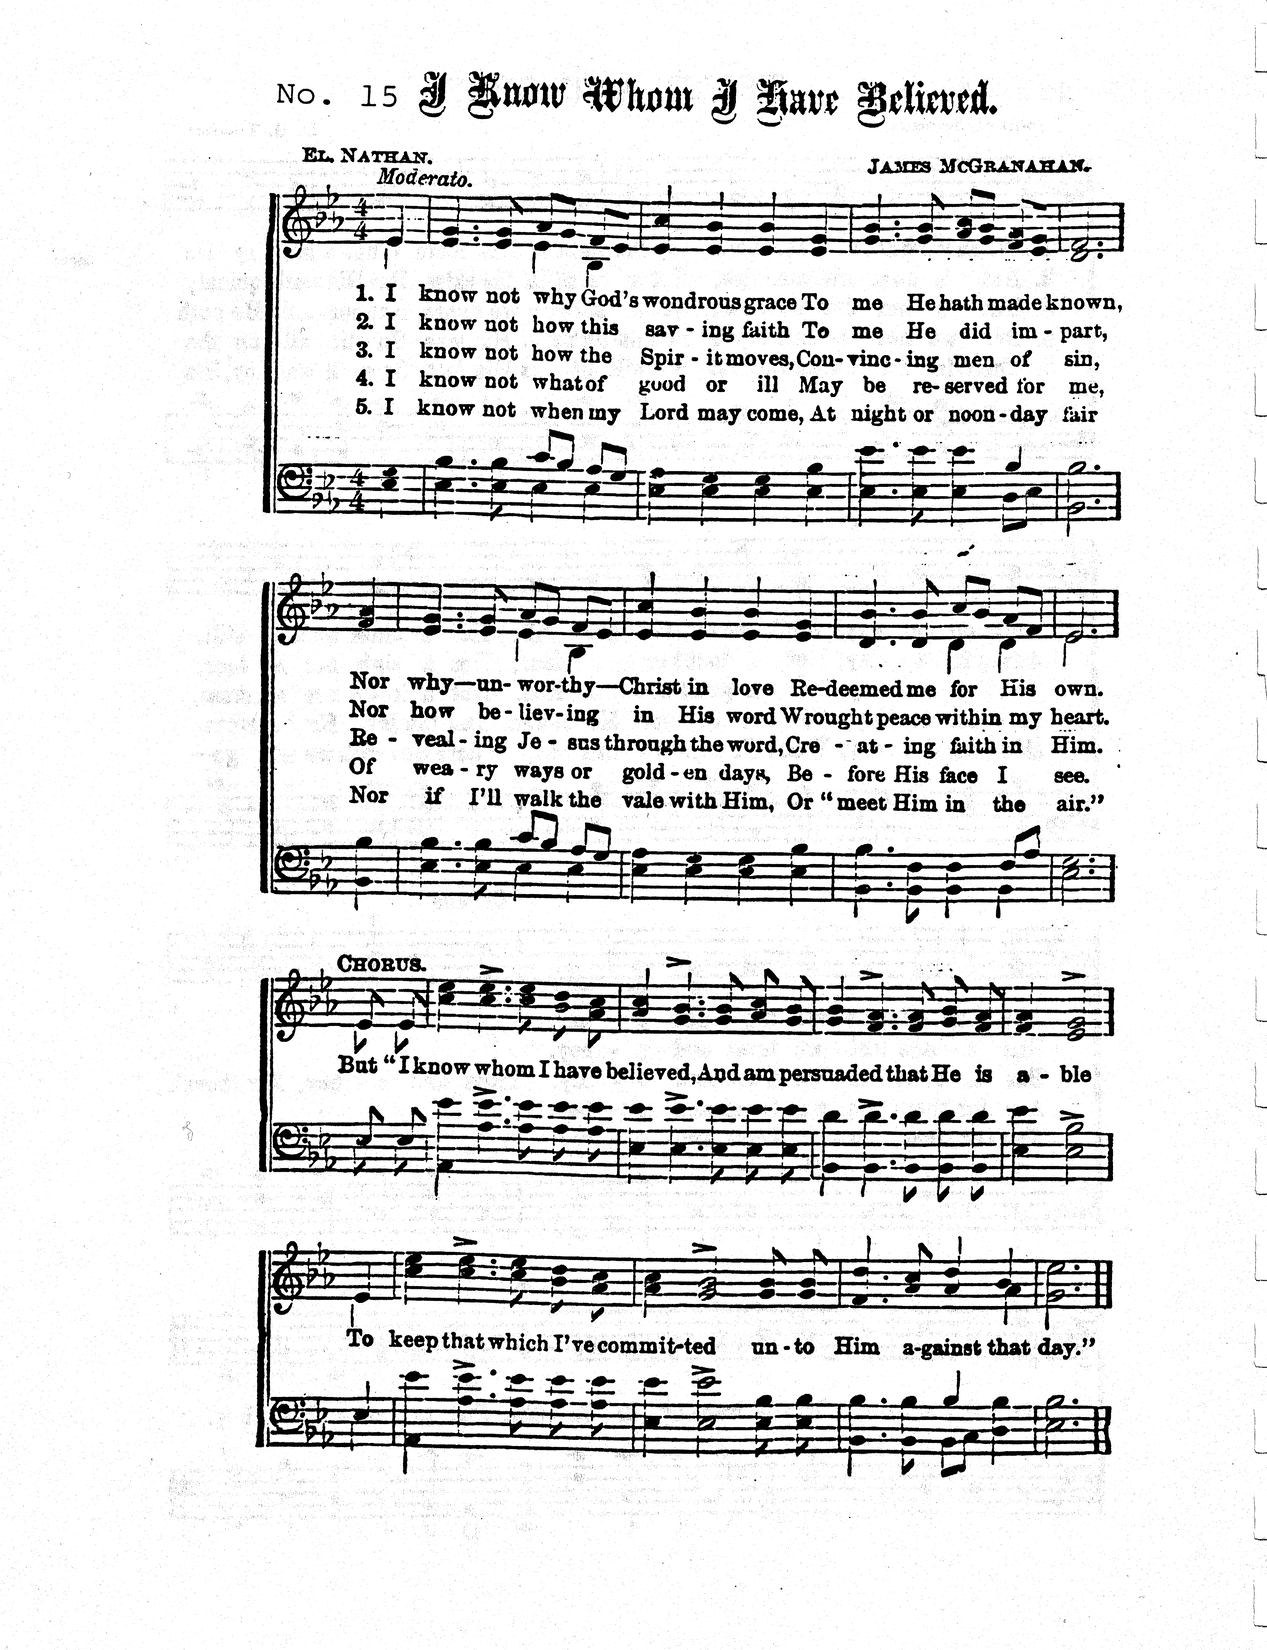 No. 15 I Know Whom I Have Believed.
EL. NATHAN.
JAMES MCGRANAHAN.
Moderato.
1. I know not why God's wondrous grace To me He hath made known,
2. I know not how this sav - ing faith To me He did im - part,
3. I know not how the Spir - it moves, Con - vinc - ing men of sin,
4. I know not what of good or ill May be re - served for me,
5. I know not when my Lord may come, At night or noon - day fair
Nor why—un- wor-thy—Christ in love Re-deemed me for His own.
Nor how be - liev - ing in His word Wrought peace within my heart.
Re - veal - ing Je - sus through the word, Cre - at - ing faith in Him.
Of wea - ry ways or gold - en days, Be - fore His face I see.
Nor if I'll walk the vale with Him, Or “meet Him in the air.”
CHORUS.
But “I know whom I have believed, And am persuaded that He is a - ble
To keep that which I've commit-ted un - to Him a-gainst that day.”